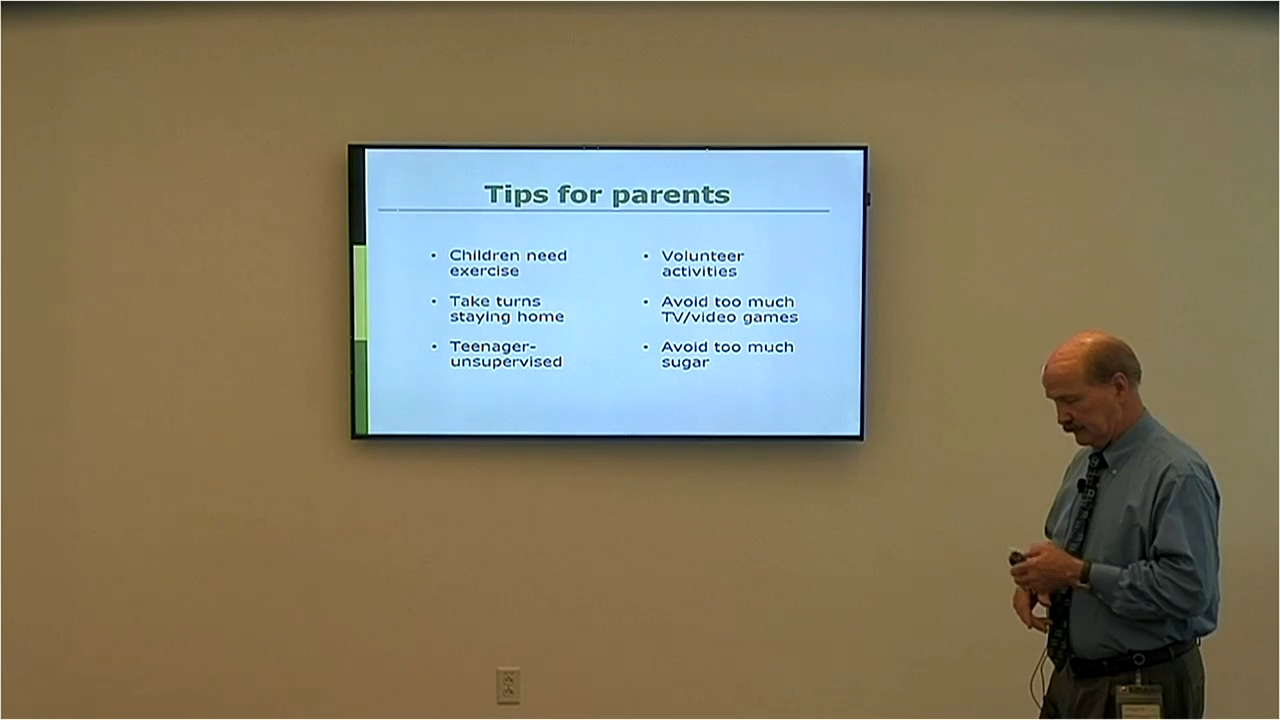 Tips for parents
• Children need
exercise
• Take turns
staying home
• Teenager-
unsupervised
• Volunteer
activities
• Avoid too much
TV/video games
• Avoid too much
sugar